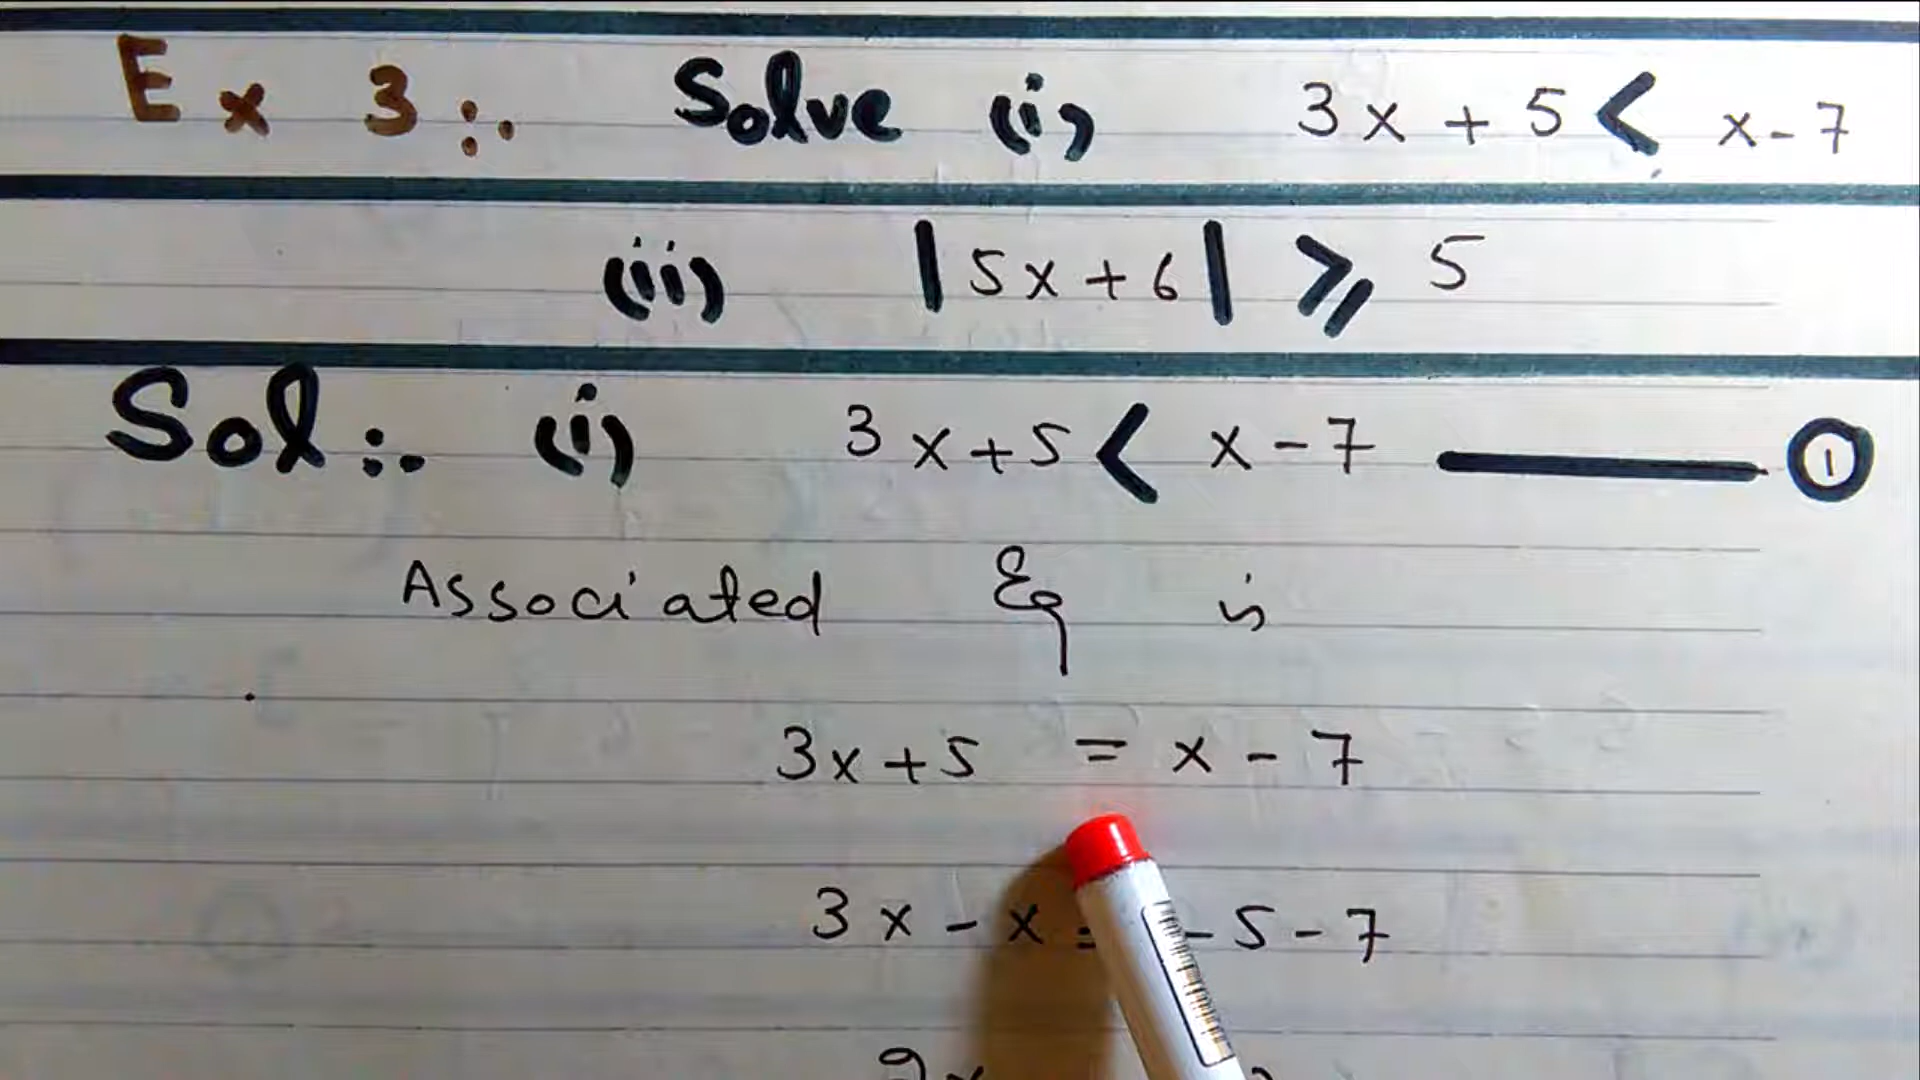 Ex 3:. Solve (i) 3x + 5 < x - 7
(ii) |5x + 6| ⩾ 5
Sol:. (i) 3x + 5 < x - 7 —— ①
Associated Eq is
3x + 5 = x - 7
3x - x = - 5 - 7